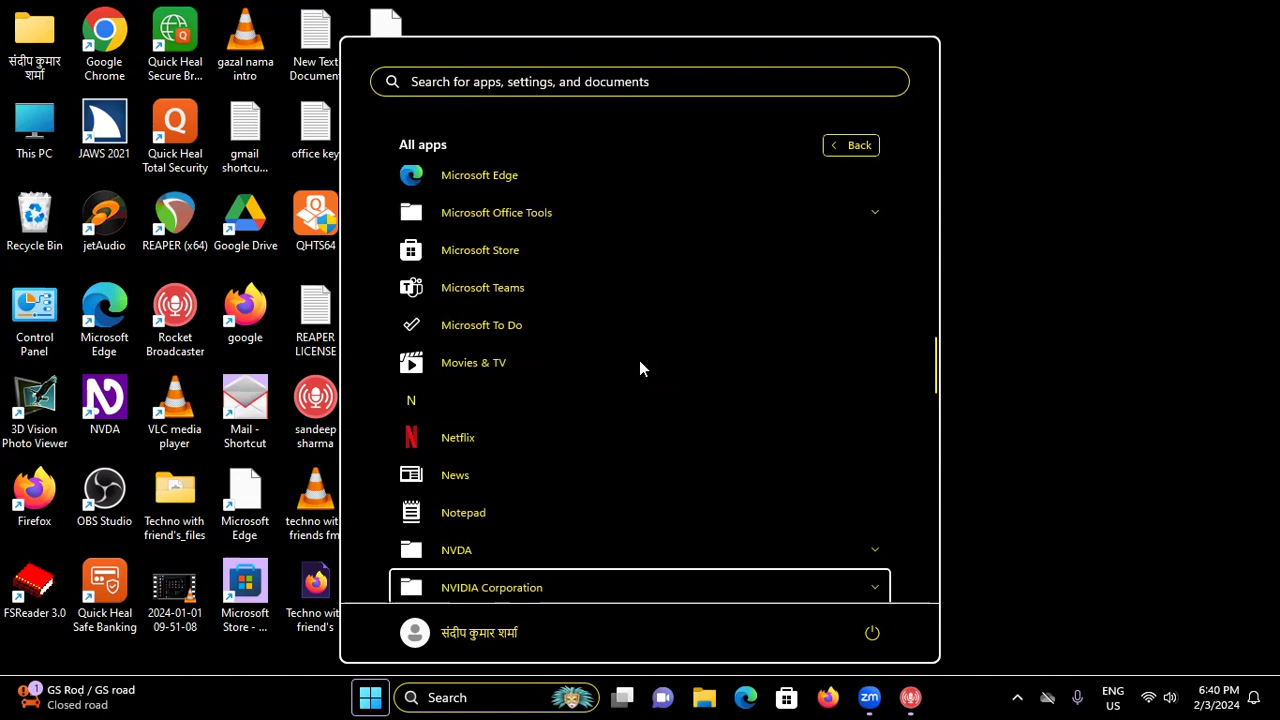 संदीप कुमार
शर्मा
Google
Chrome
Quick Heal
Secure Br...
gazal nama
intro
New Text
Documen
This PC
JAWS 2021
Quick Heal
Total Security
gmail
shortcu...
office key
Recycle Bin
jetAudio
REAPER (x64)
Google Drive
QHTS64
Control
Panel
Microsoft
Edge
Rocket
Broadcaster
google
REAPER
LICENSE
3D Vision
Photo Viewer
NVDA
VLC media
player
Mail -
Shortcut
sandeep
sharma
Firefox
OBS Studio
Techno with
friend's_files
Microsoft
Edge
techno wit
friends fm
FSReader 3.0
Quick Heal
Safe Banking
2024-01-01
09-51-08
Microsoft
Store - ...
Techno wi
friend's
Search for apps, settings, and documents
All apps
Back
Microsoft Edge
Microsoft Office Tools
Microsoft Store
Microsoft Teams
Microsoft To Do
Movies & TV
N
Netflix
News
Notepad
NVDA
NVIDIA Corporation
संदीप कुमार शर्मा
1
GS Rod / GS road
Closed road
Search
zm
ENG
US
6:40 PM
2/3/2024